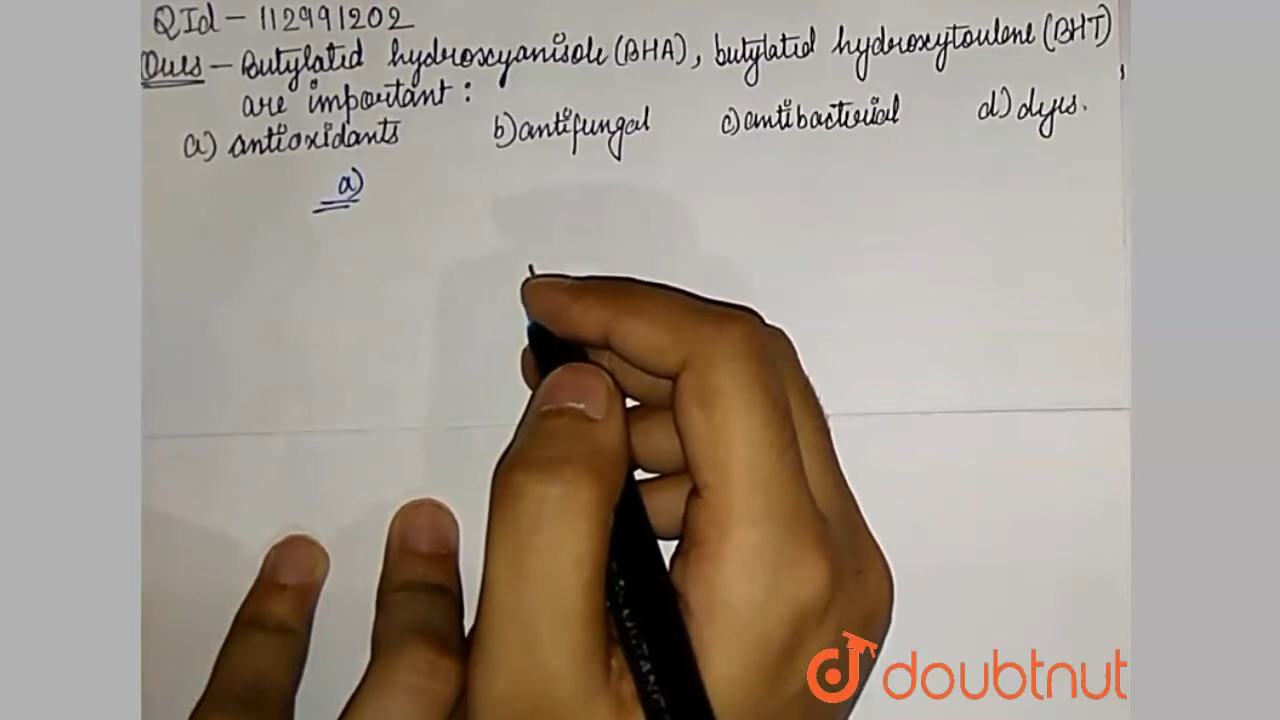 QId - 112991202
Ques - Butylated hydroxyanisole (BHA), butylated hydroxytoulene (BHT),
are important :
a) antioxidants b) antifungal c) antibacterial d) dyes.
a)
doubtnut